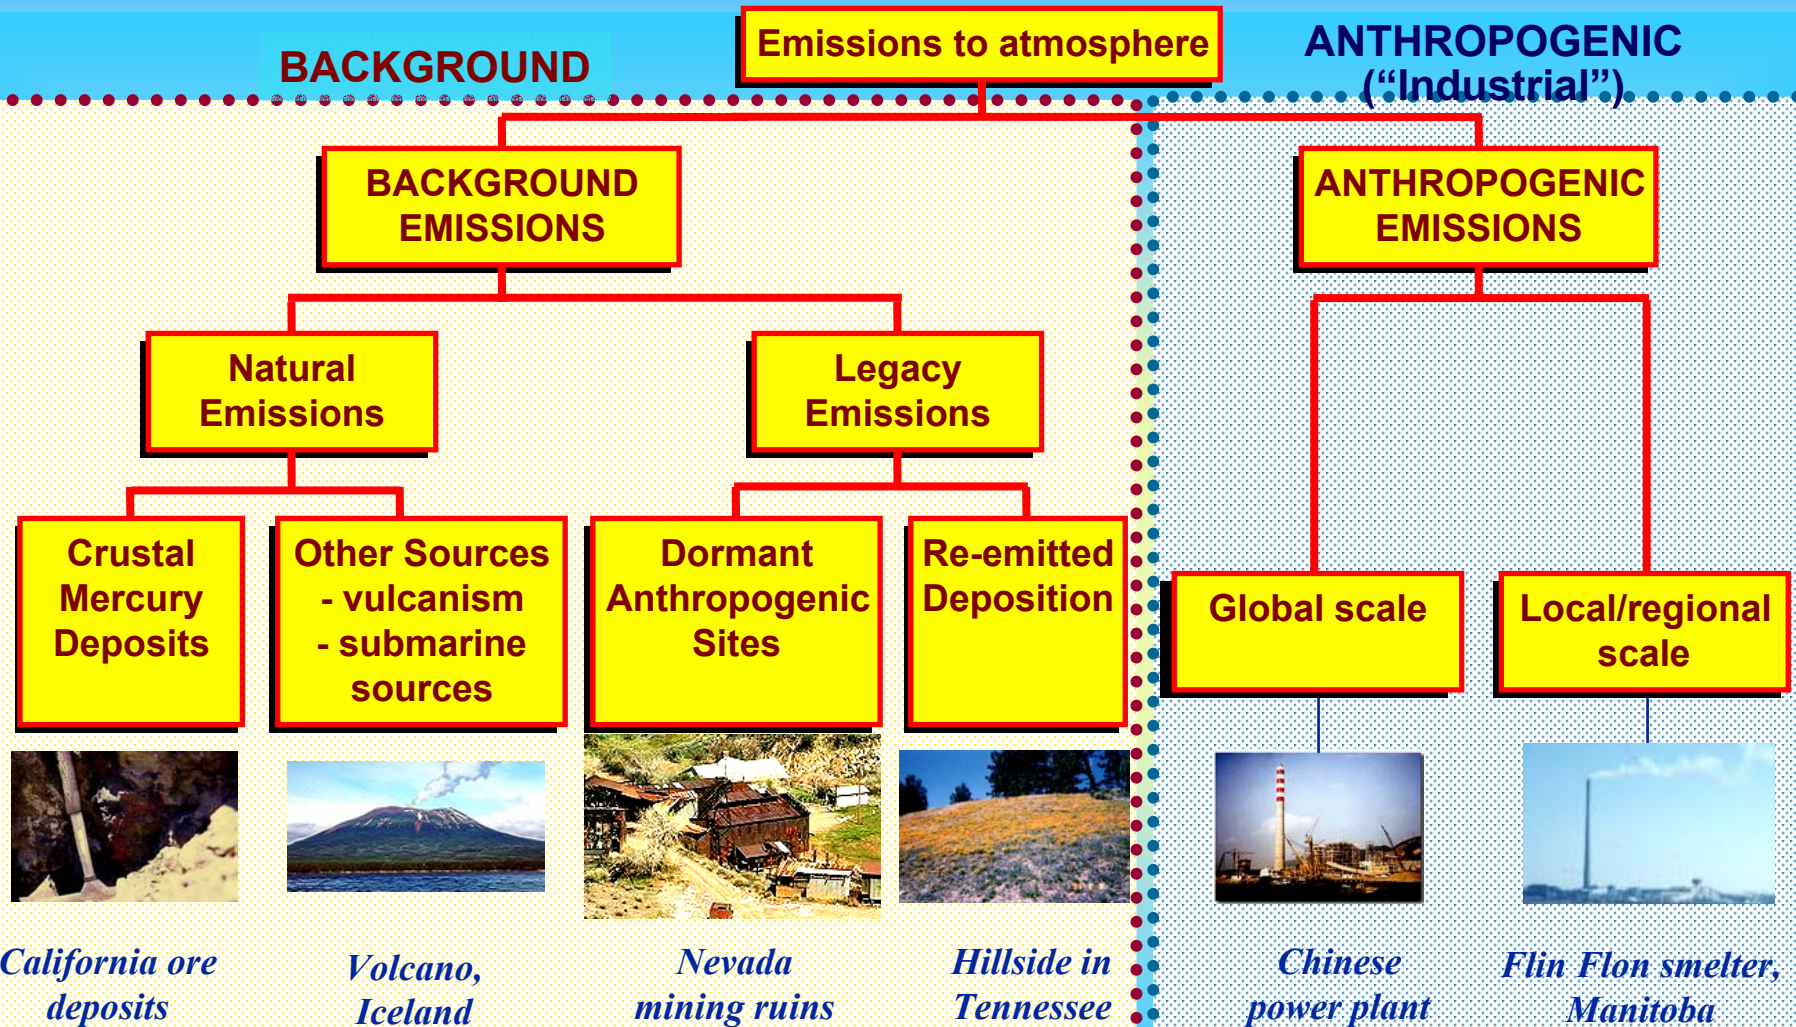 BACKGROUND
Emissions to atmosphere
ANTHROPOGENIC
(“Industrial”)
BACKGROUND
EMISSIONS
ANTHROPOGENIC
EMISSIONS
Natural
Emissions
Legacy
Emissions
Crustal
Mercury
Deposits
Other Sources
- vulcanism
- submarine
sources
Dormant
Anthropogenic
Sites
Re-emitted
Deposition
Global scale
Local/regional
scale
California ore
deposits
Volcano,
Iceland
Nevada
mining ruins
Hillside in
Tennessee
Chinese
power plant
Flin Flon smelter,
Manitoba